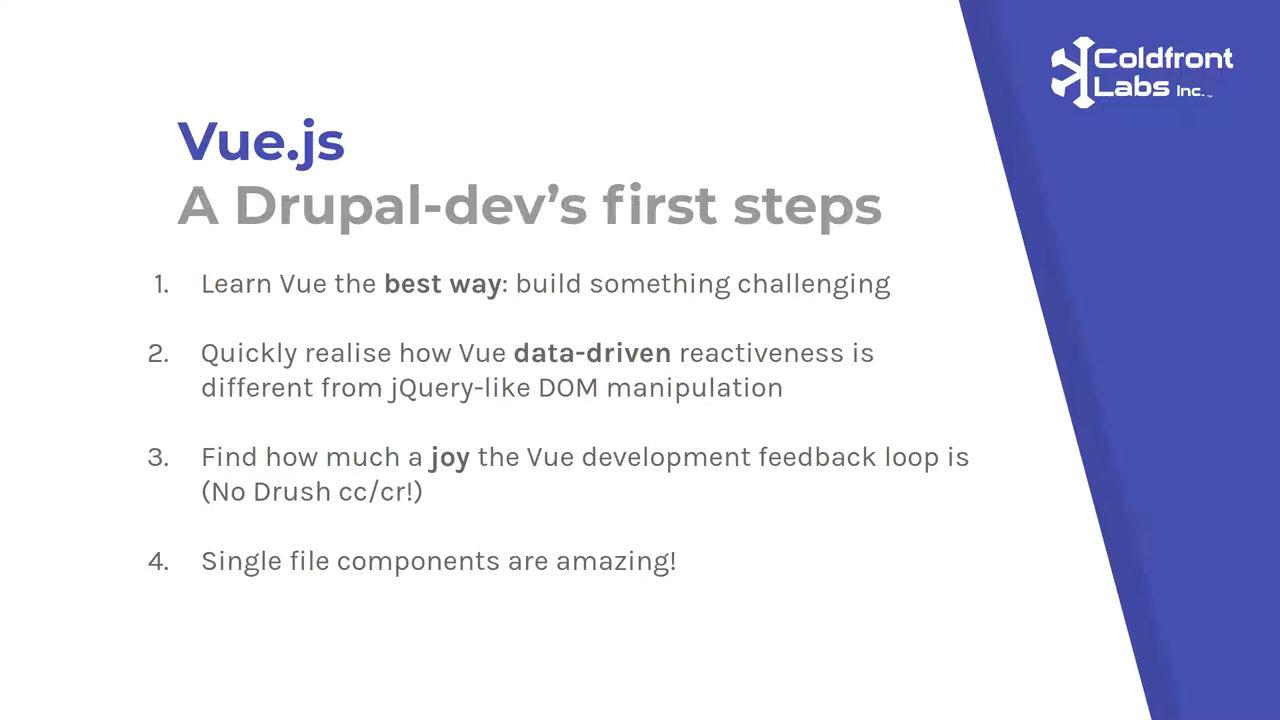 Coldfront
Labs Inc.™
Vue.js
A Drupal-dev’s first steps
1. Learn Vue the best way: build something challenging
2. Quickly realise how Vue data-driven reactiveness is
different from jQuery-like DOM manipulation
3. Find how much a joy the Vue development feedback loop is
(No Drush cc/cr!)
4. Single file components are amazing!